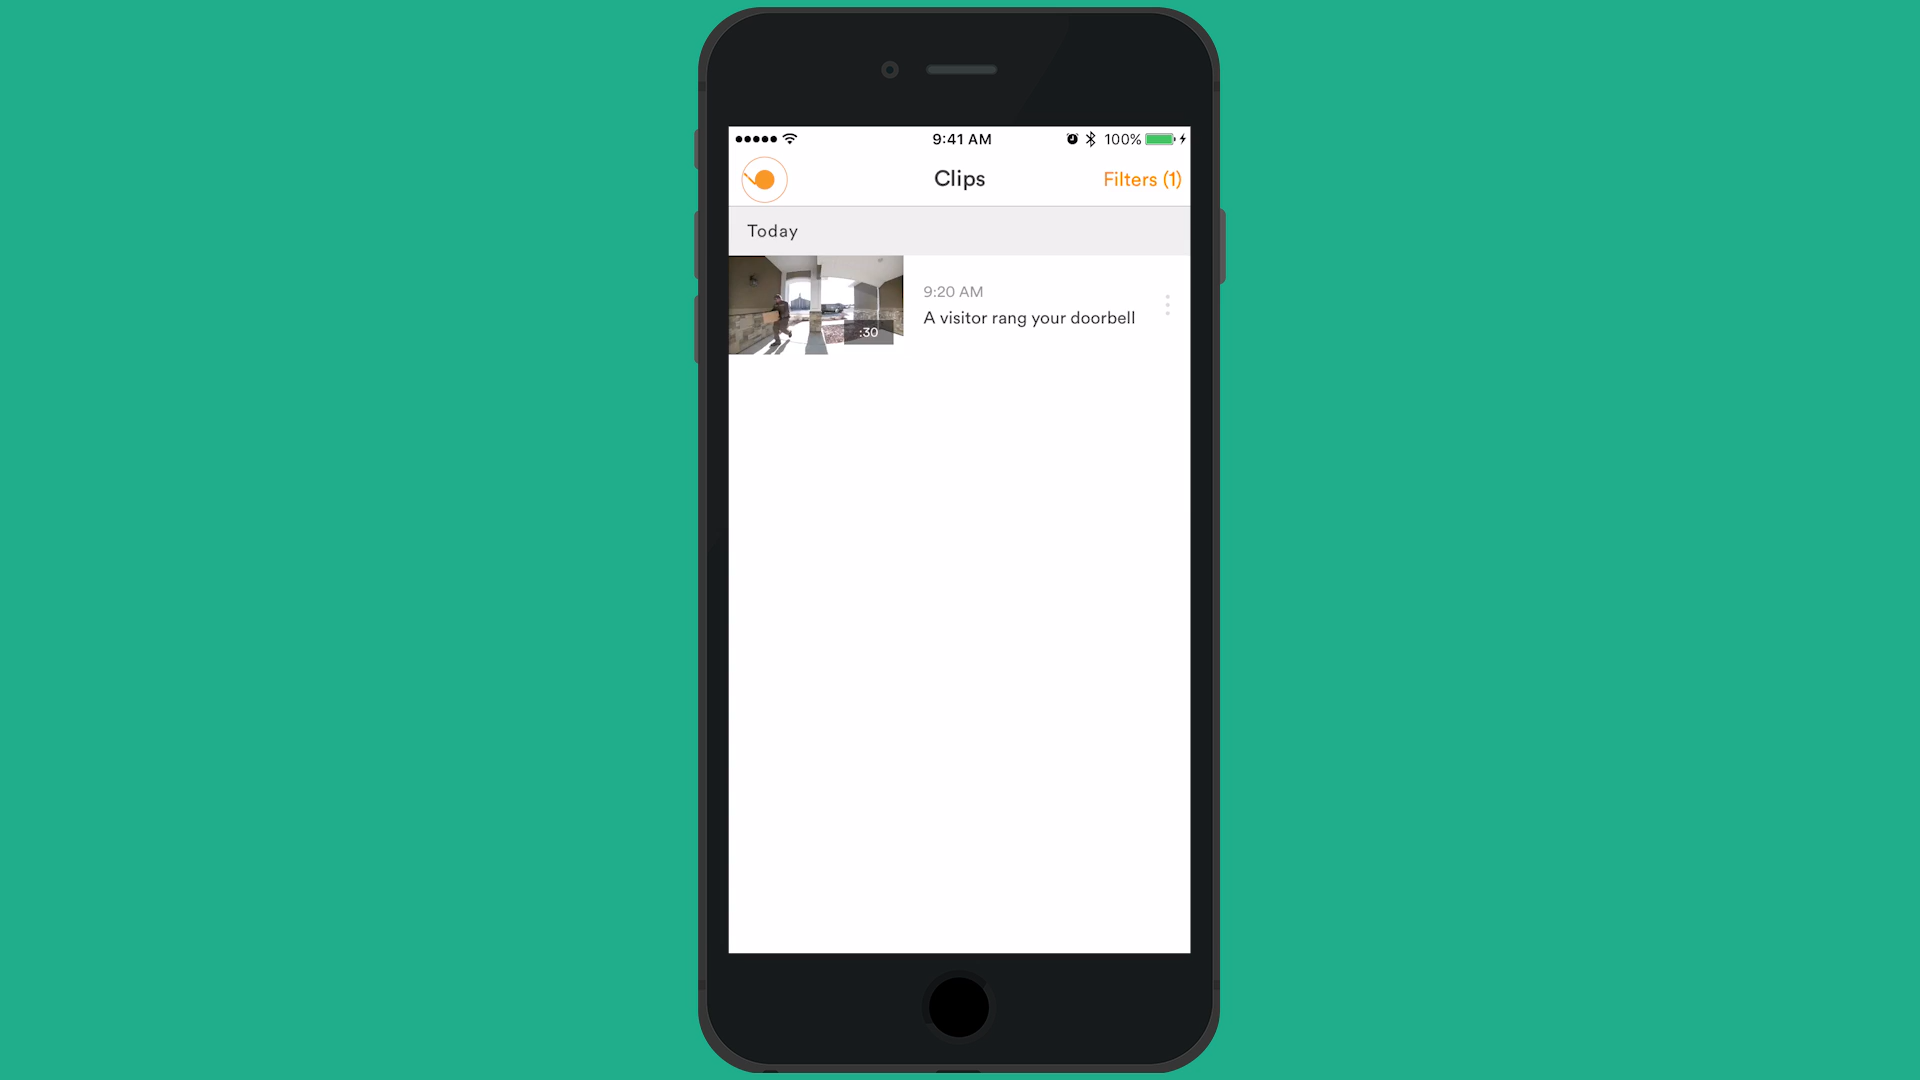 9:41 AM
100%
Clips
Filters (1)
Today
9:20 AM
A visitor rang your doorbell
:30